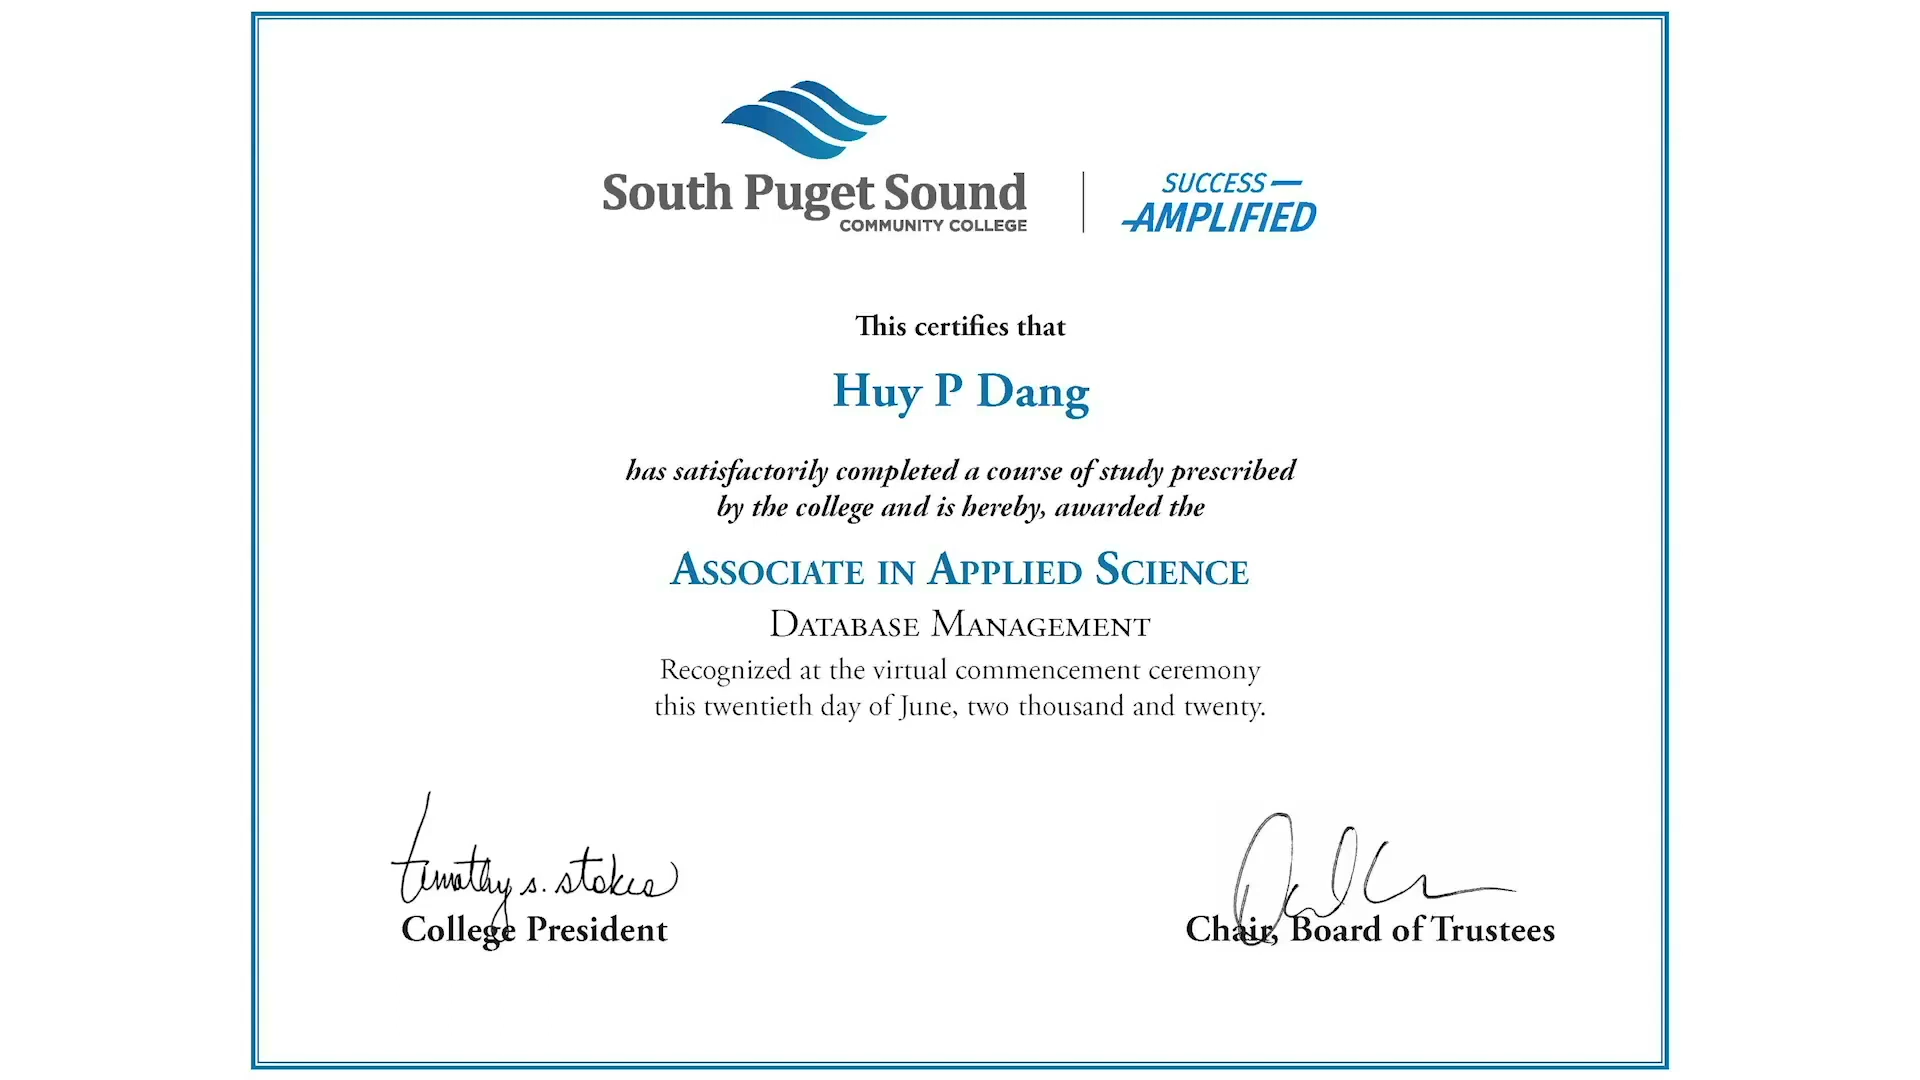 South Puget Sound
COMMUNITY COLLEGE
SUCCESS
AMPLIFIED
This certifies that
Huy P Dang
has satisfactorily completed a course of study prescribed
by the college and is hereby, awarded the
ASSOCIATE IN APPLIED SCIENCE
DATABASE MANAGEMENT
Recognized at the virtual commencement ceremony
this twentieth day of June, two thousand and twenty.
timothy s. stokes
College President
Chair, Board of Trustees